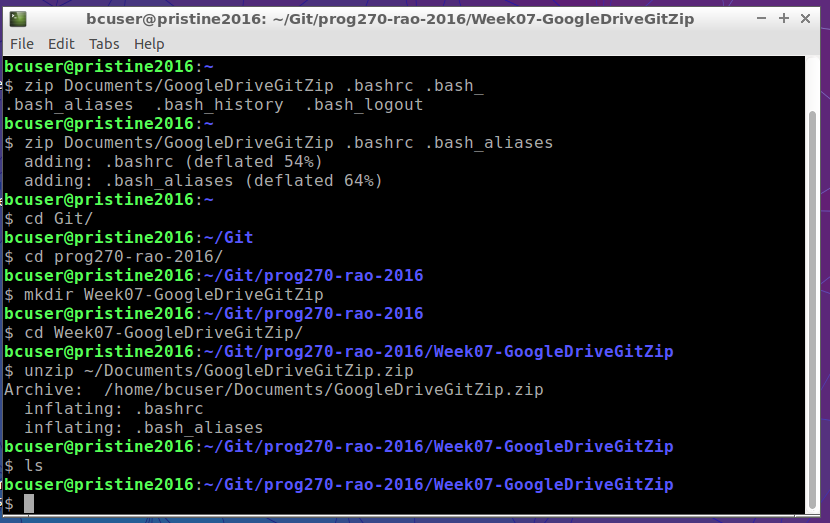 bcuser@pristine2016: ~/Git/prog270-rao-2016/Week07-GoogleDriveGitZip
File Edit Tabs Help
bcuser@pristine2016:~
$ zip Documents/GoogleDriveGitZip .bashrc .bash_
.bash_aliases  .bash_history  .bash_logout
bcuser@pristine2016:~
$ zip Documents/GoogleDriveGitZip .bashrc .bash_aliases
  adding: .bashrc (deflated 54%)
  adding: .bash_aliases (deflated 64%)
bcuser@pristine2016:~
$ cd Git/
bcuser@pristine2016:~/Git
$ cd prog270-rao-2016/
bcuser@pristine2016:~/Git/prog270-rao-2016
$ mkdir Week07-GoogleDriveGitZip
bcuser@pristine2016:~/Git/prog270-rao-2016
$ cd Week07-GoogleDriveGitZip/
bcuser@pristine2016:~/Git/prog270-rao-2016/Week07-GoogleDriveGitZip
$ unzip ~/Documents/GoogleDriveGitZip.zip
Archive:  /home/bcuser/Documents/GoogleDriveGitZip.zip
  inflating: .bashrc
  inflating: .bash_aliases
bcuser@pristine2016:~/Git/prog270-rao-2016/Week07-GoogleDriveGitZip
$ ls
bcuser@pristine2016:~/Git/prog270-rao-2016/Week07-GoogleDriveGitZip
$